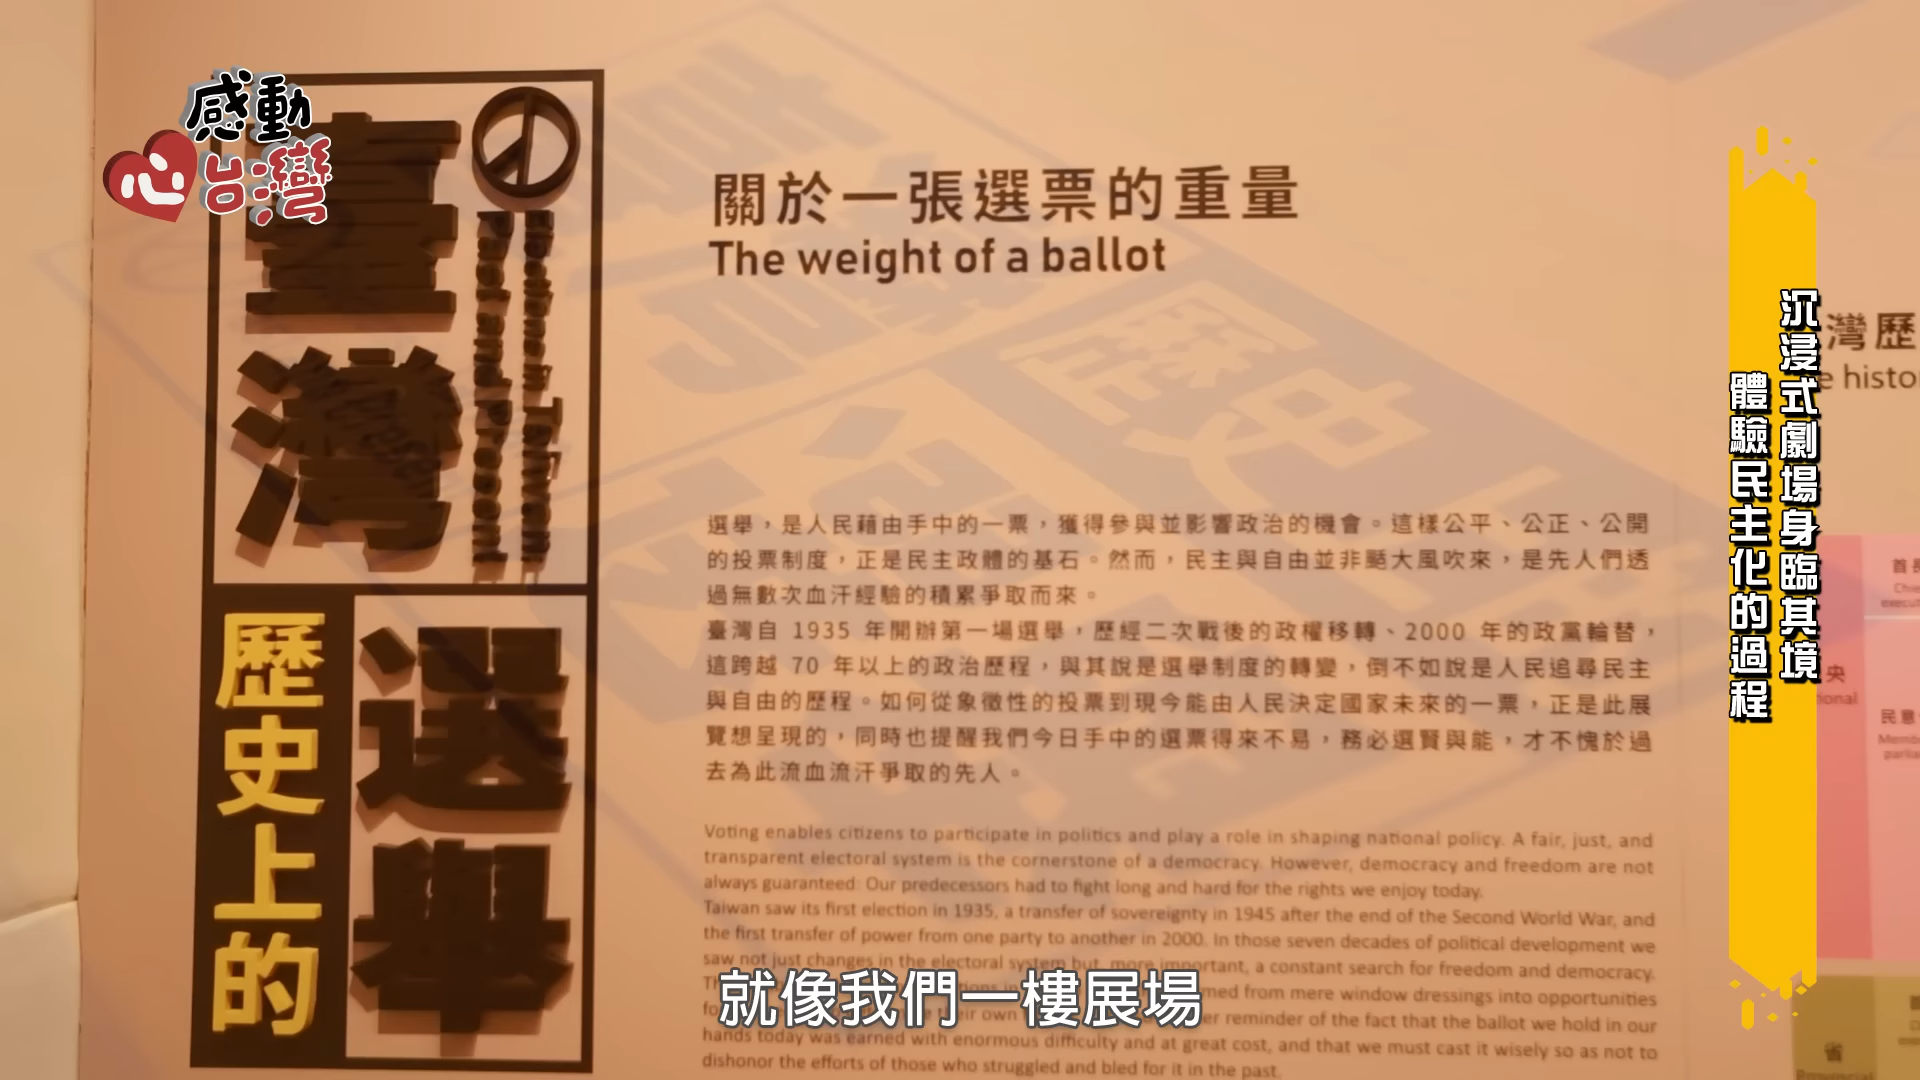 感動
心台灣
臺灣
歷史上的
選舉
Elections in Taiwan
關於一張選票的重量
The weight of a ballot
選舉，是人民藉由手中的一票，獲得參與並影響政治的機會。這樣公平、公正、公開
的投票制度，正是民主政體的基石。然而，民主與自由並非颳大風吹來，是先人們透
過無數次血汗經驗的積累爭取而來。
臺灣自 1935 年開辦第一場選舉，歷經二次戰後的政權移轉、2000 年的政黨輪替，
這跨越 70 年以上的政治歷程，與其說是選舉制度的轉變，倒不如說是人民追尋民主
與自由的歷程。如何從象徵性的投票到現今能由人民決定國家未來的一票，正是此展
覽想呈現的，同時也提醒我們今日手中的選票得來不易，務必選賢與能，才不愧於過
去為此流血流汗爭取的先人。
Voting enables citizens to participate in politics and play a role in shaping national policy. A fair, just, and
transparent electoral system is the cornerstone of a democracy. However, democracy and freedom are not
always guaranteed: Our predecessors had to fight long and hard for the rights we enjoy today.
Taiwan saw its first election in 1935, a transfer of sovereignty in 1945 after the end of the Second World War, and
the first transfer of power from one party to another in 2000. In those seven decades of political development we
saw not just changes in the electoral system but, more important, a constant search for freedom and democracy.
med from mere window dressings into opportunities
their own er reminder of the fact that the ballot we hold in our
hands today was earned with enormous difficulty and at great cost, and that we must cast it wisely so as not to
dishonor the efforts of those who struggled and bled for it in the past.
就像我們一樓展場
沉浸式劇場身臨其境
體驗民主化的過程
灣歷
e histor
首長
央
ional
民意
省
Provincial